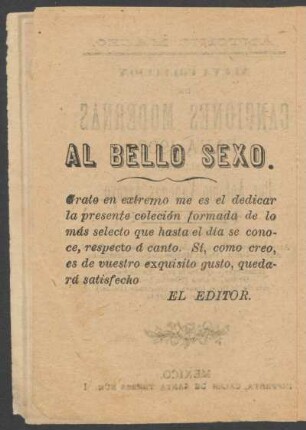 AL BELLO SEXO.
Grato en extremo me es el dedicar
la presente coleción formada de lo
más selecto que hasta el día se cono-
ce, respecto á canto. Si, como creo,
es de vuestro exquisito gusto, queda-
rá satisfecho
EL EDITOR.